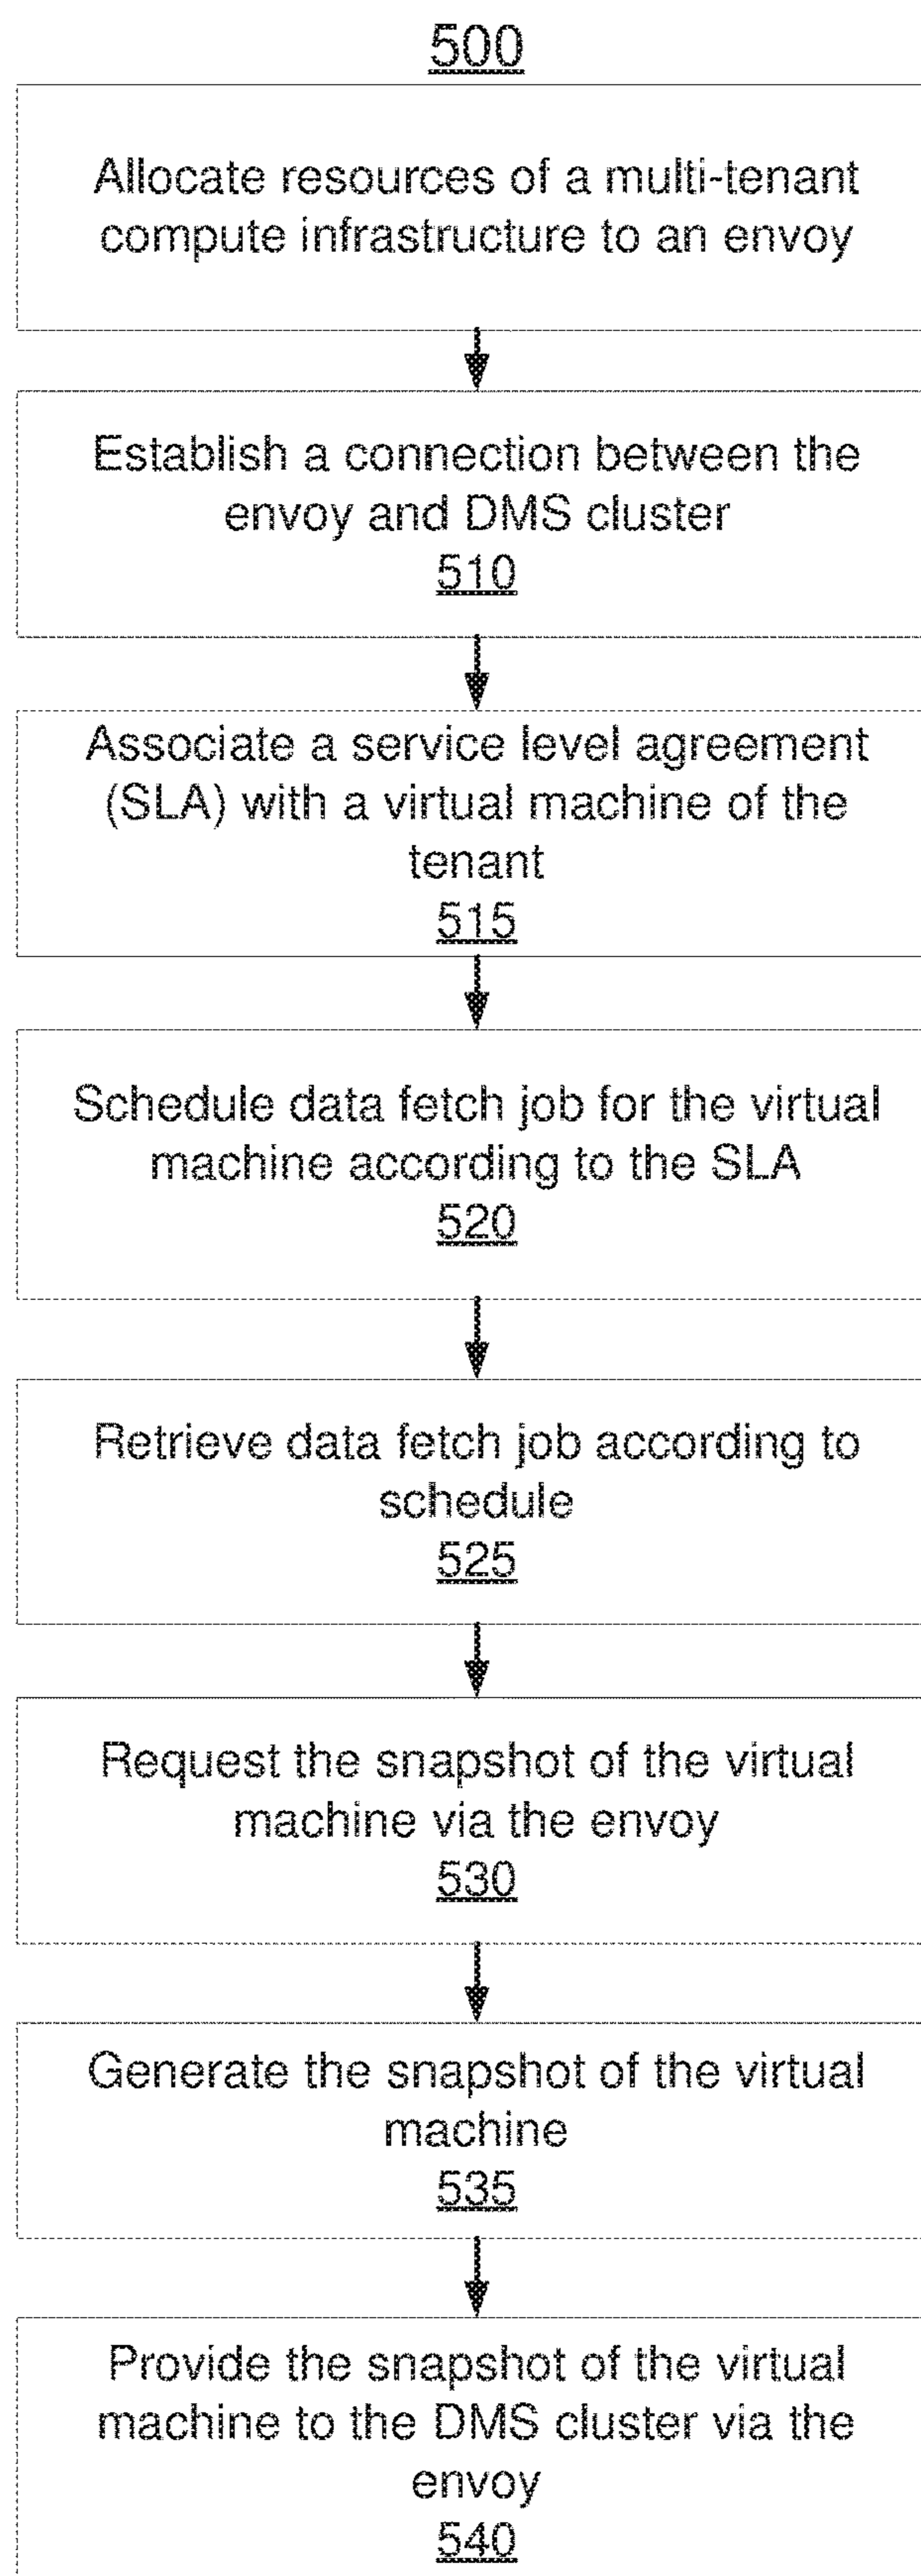 500
Allocate resources of a multi-tenant
compute infrastructure to an envoy
Establish a connection between the
envoy and DMS cluster
510
Associate a service level agreement
(SLA) with a virtual machine of the
tenant
515
Schedule data fetch job for the virtual
machine according to the SLA
520
Retrieve data fetch job according to
schedule
525
Request the snapshot of the virtual
machine via the envoy
530
Generate the snapshot of the virtual
machine
535
Provide the snapshot of the virtual
machine to the DMS cluster via the
envoy
540